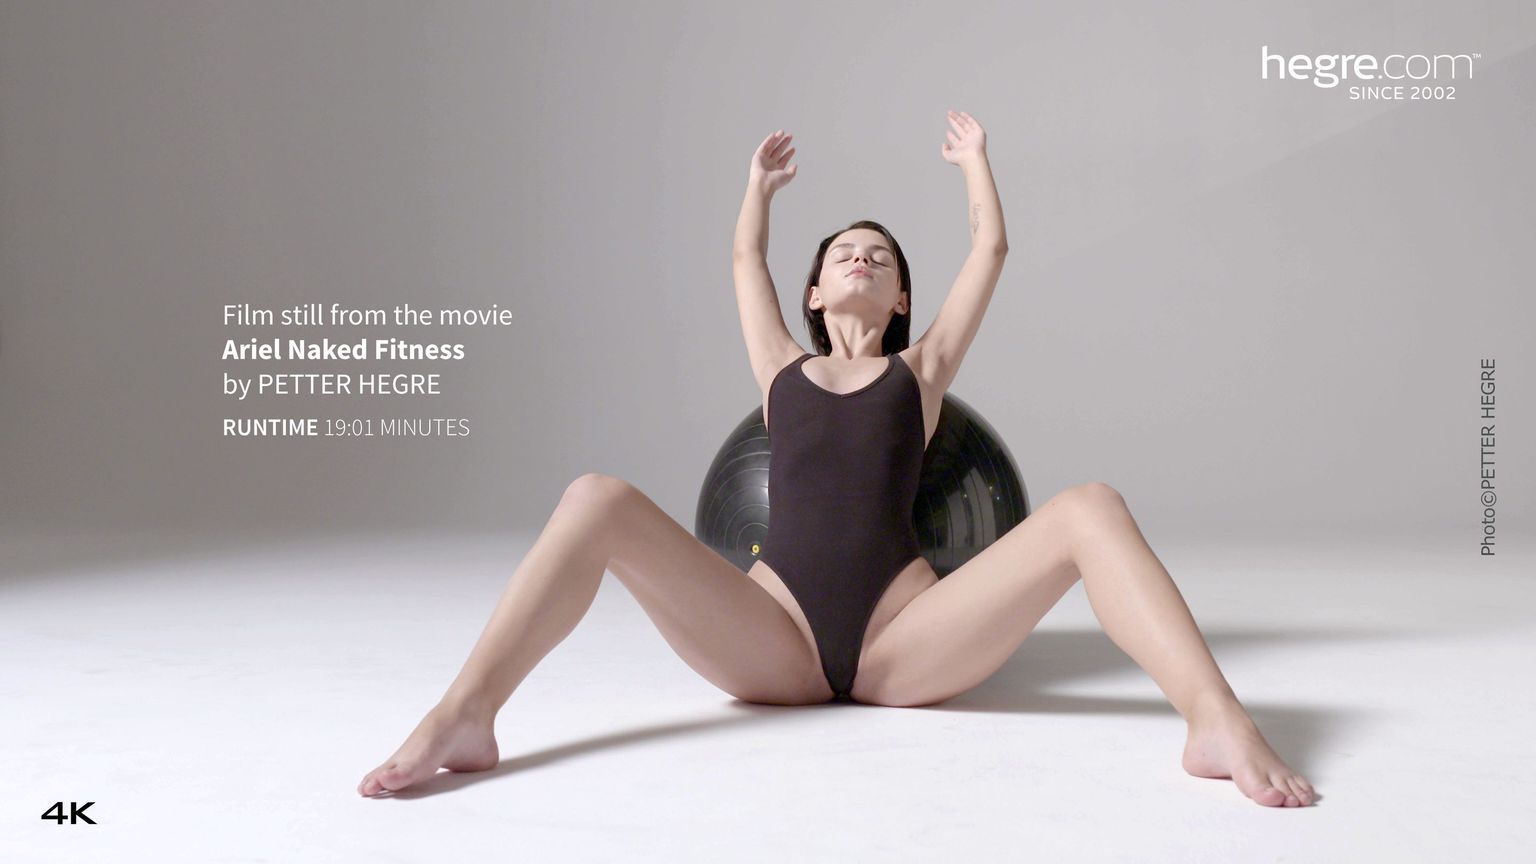 hegre.com™
SINCE 2002
Film still from the movie
Ariel Naked Fitness
by PETTER HEGRE
RUNTIME 19:01 MINUTES
Photo©PETTER HEGRE
4K